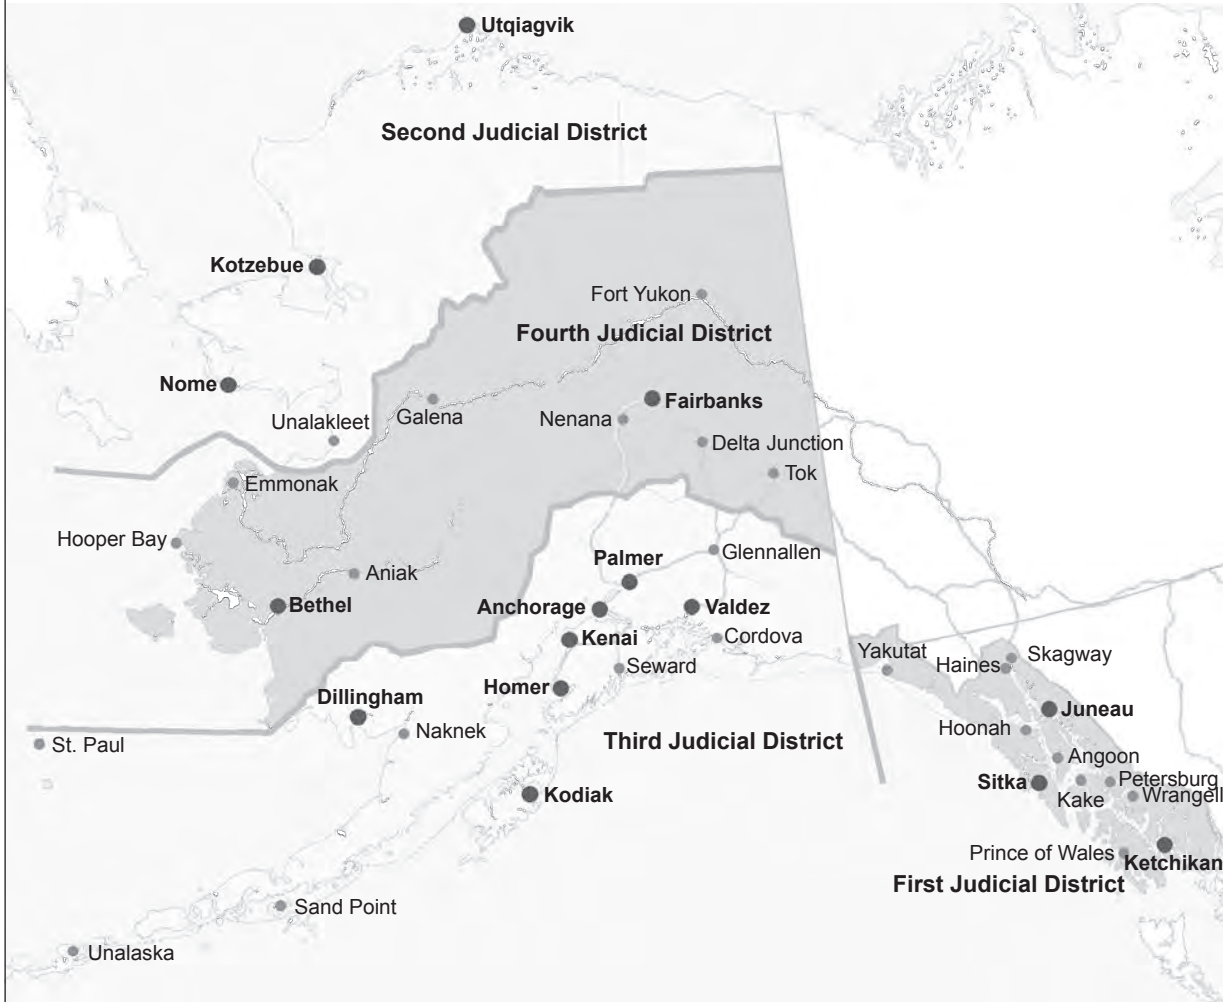 Utqiagvik
Second Judicial District
Kotzebue
Fort Yukon
Fourth Judicial District
Nome
Galena
Fairbanks
Nenana
Unalakleet
Delta Junction
Tok
Emmonak
Hooper Bay
Glennallen
Palmer
Aniak
Bethel
Anchorage
Valdez
Kenai
Cordova
Yakutat
Skagway
Haines
Seward
Homer
Dillingham
Juneau
Hoonah
Naknek
Third Judicial District
St. Paul
Angoon
Sitka
Petersburg
Kake
Wrangell
Kodiak
Prince of Wales
Ketchikan
First Judicial District
Sand Point
Unalaska